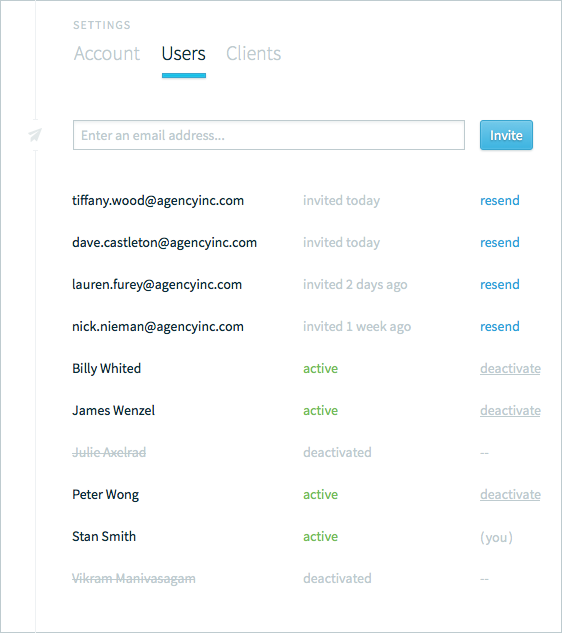 SETTINGS
Account Users Clients
Enter an email address... Invite
tiffany.wood@agencyinc.com invited today resend
dave.castleton@agencyinc.com invited today resend
lauren.furey@agencyinc.com invited 2 days ago resend
nick.nieman@agencyinc.com invited 1 week ago resend
Billy Whited active deactivate
James Wenzel active deactivate
Julie Axelrad deactivated --
Peter Wong active deactivate
Stan Smith active (you)
Vikram Manivasagam deactivated --